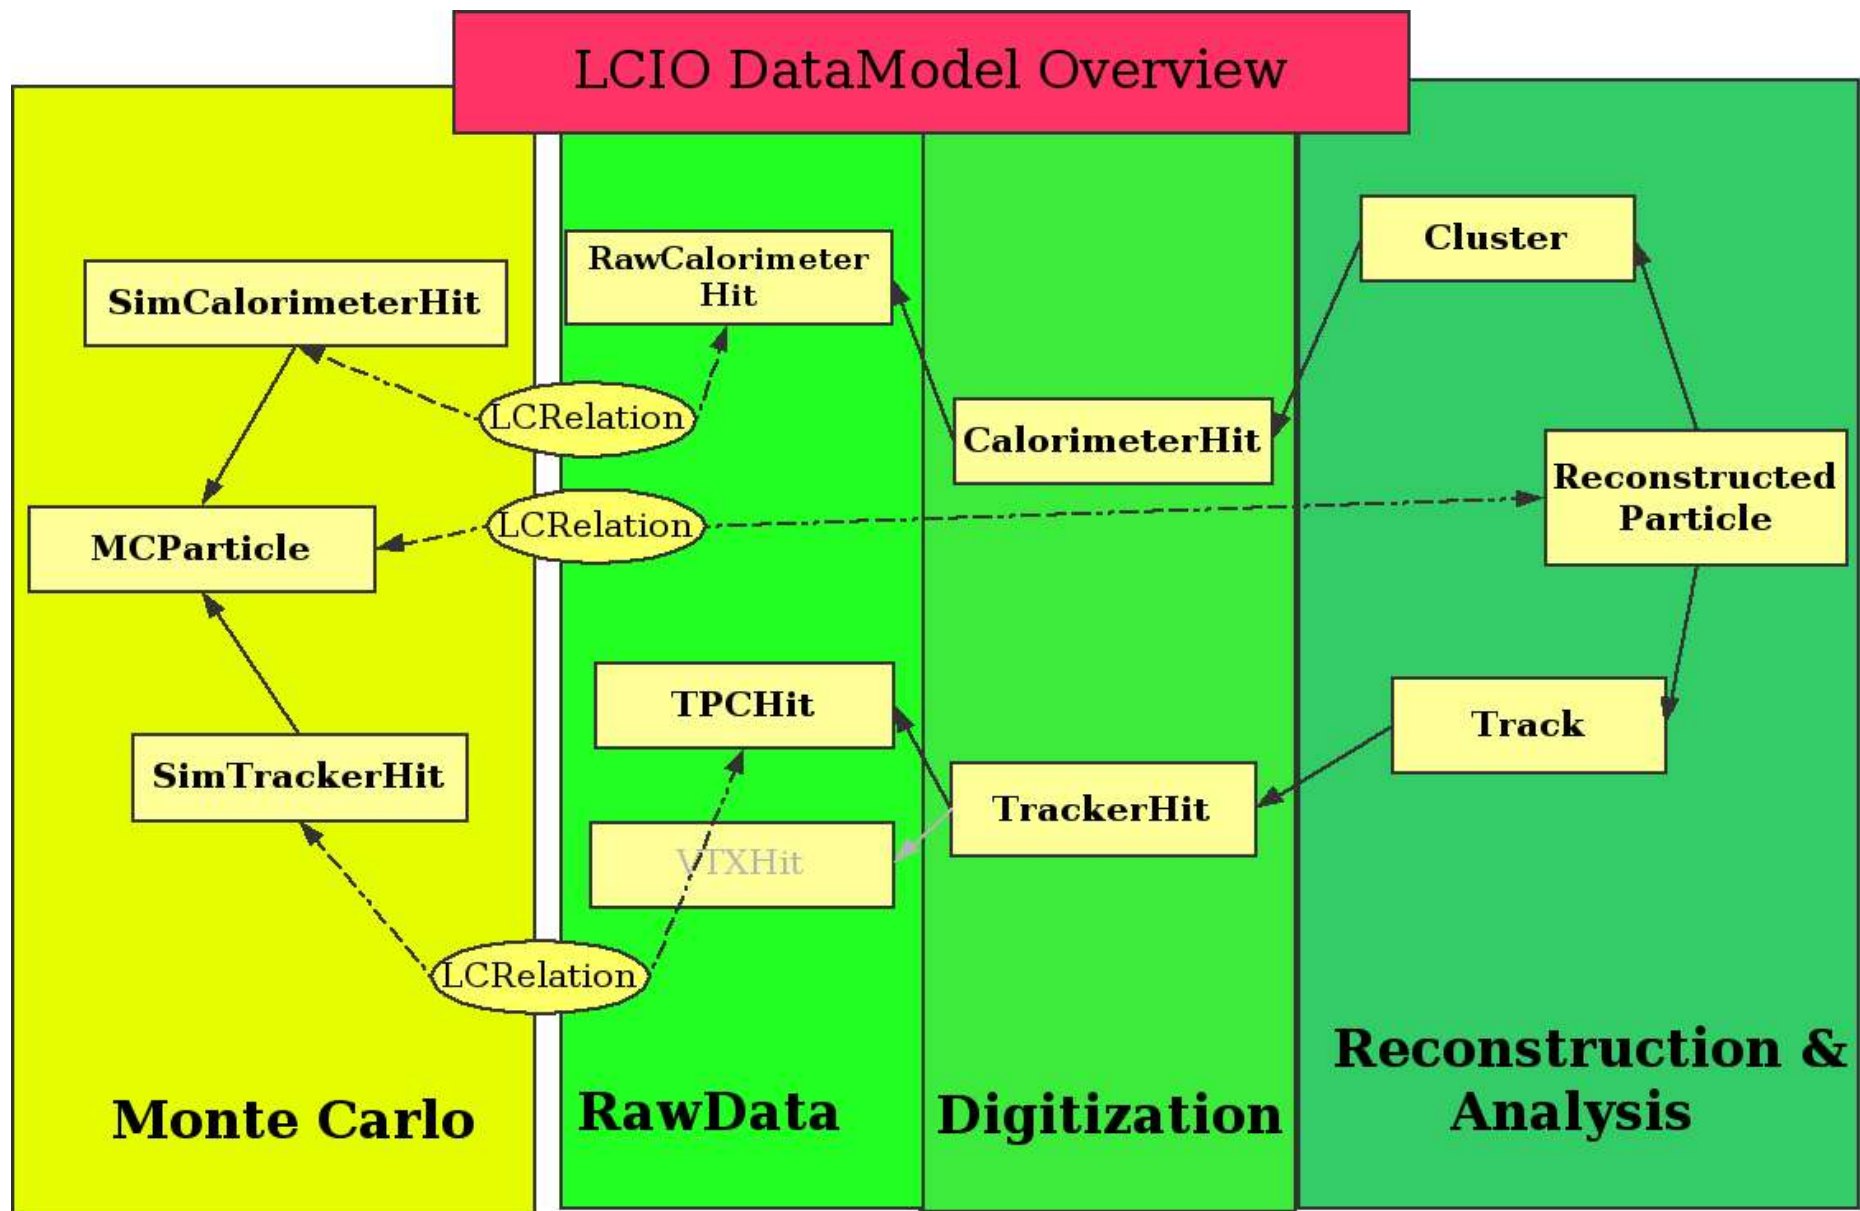 LCIO DataModel Overview
SimCalorimeterHit
MCParticle
SimTrackerHit
Monte Carlo
LCRelation
LCRelation
LCRelation
RawCalorimeter
Hit
TPCHit
VTXHit
RawData
CalorimeterHit
TrackerHit
Digitization
Cluster
Reconstructed
Particle
Track
Reconstruction &
Analysis